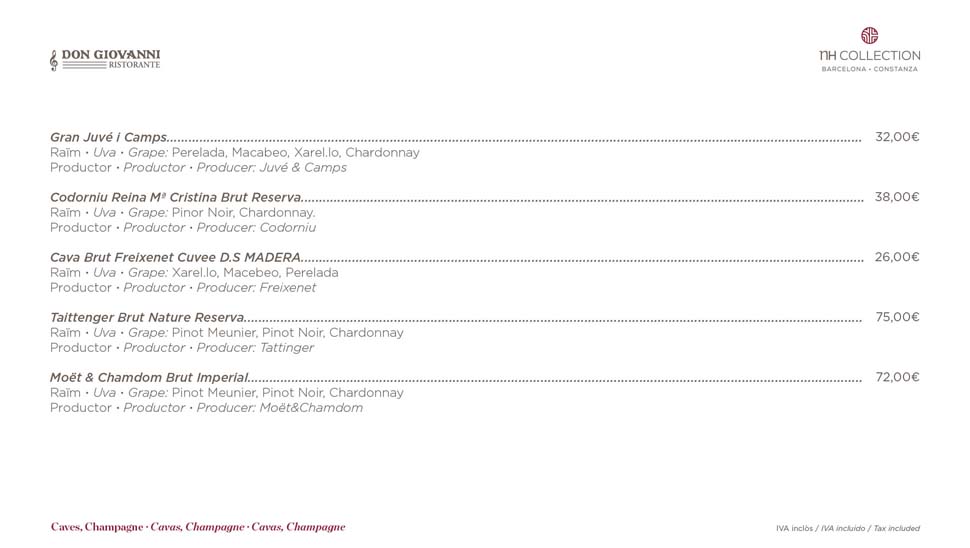 DON GIOVANNI
RISTORANTE
NH COLLECTION
BARCELONA • CONSTANZA
Gran Juvé i Camps........ 32,00€
Raïm • Uva • Grape: Perelada, Macabeo, Xarel.lo, Chardonnay
Productor • Productor • Producer: Juvé & Camps
Codorniu Reina Mª Cristina Brut Reserva........ 38,00€
Raïm • Uva • Grape: Pinor Noir, Chardonnay.
Productor • Productor • Producer: Codorniu
Cava Brut Freixenet Cuvee D.S MADERA........ 26,00€
Raïm • Uva • Grape: Xarel.lo, Macebeo, Perelada
Productor • Productor • Producer: Freixenet
Taittenger Brut Nature Reserva........ 75,00€
Raïm • Uva • Grape: Pinot Meunier, Pinot Noir, Chardonnay
Productor • Productor • Producer: Tattinger
Moët & Chamdom Brut Imperial........ 72,00€
Raïm • Uva • Grape: Pinot Meunier, Pinot Noir, Chardonnay
Productor • Productor • Producer: Moët&Chamdom
Caves, Champagne · Cavas, Champagne · Cavas, Champagne
IVA inclòs / IVA incluido / Tax included